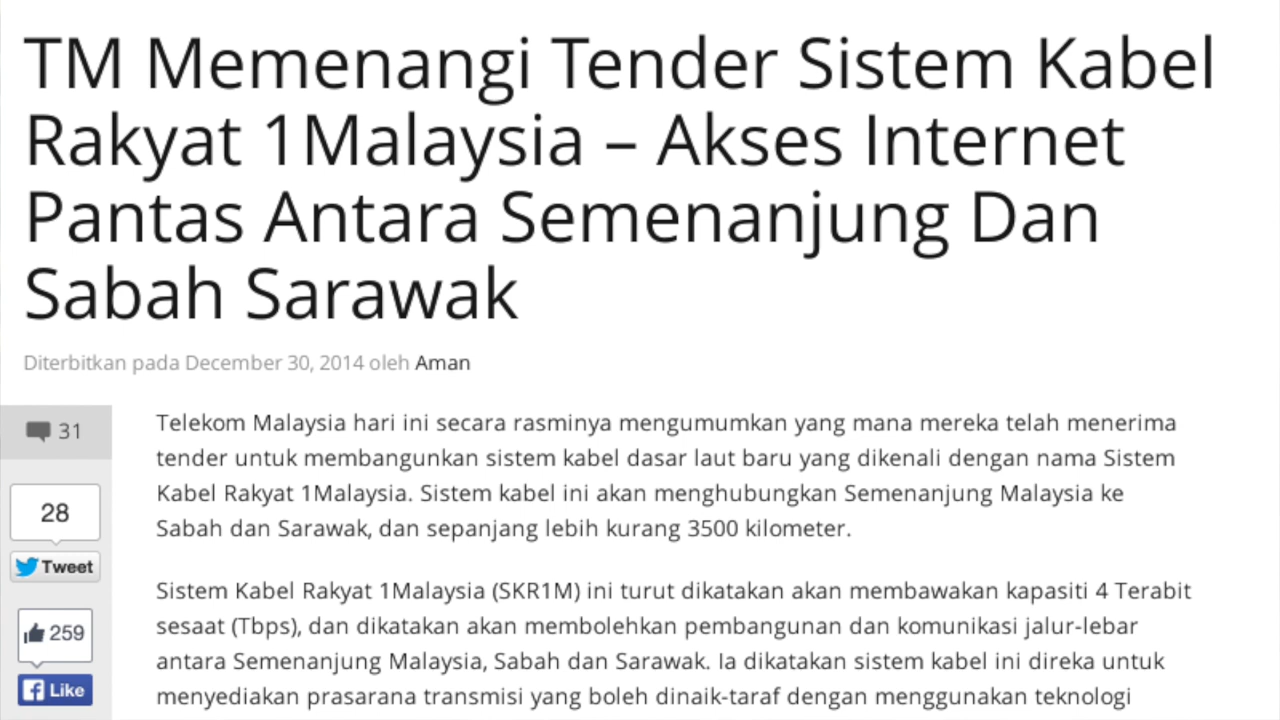 TM Memenangi Tender Sistem Kabel
Rakyat 1Malaysia – Akses Internet
Pantas Antara Semenanjung Dan
Sabah Sarawak
Diterbitkan pada December 30, 2014 oleh Aman
31
28
Tweet
259
Like
Telekom Malaysia hari ini secara rasminya mengumumkan yang mana mereka telah menerima
tender untuk membangunkan sistem kabel dasar laut baru yang dikenali dengan nama Sistem
Kabel Rakyat 1Malaysia. Sistem kabel ini akan menghubungkan Semenanjung Malaysia ke
Sabah dan Sarawak, dan sepanjang lebih kurang 3500 kilometer.
Sistem Kabel Rakyat 1Malaysia (SKR1M) ini turut dikatakan akan membawakan kapasiti 4 Terabit
sesaat (Tbps), dan dikatakan akan membolehkan pembangunan dan komunikasi jalur-lebar
antara Semenanjung Malaysia, Sabah dan Sarawak. Ia dikatakan sistem kabel ini direka untuk
menyediakan prasarana transmisi yang boleh dinaik-taraf dengan menggunakan teknologi